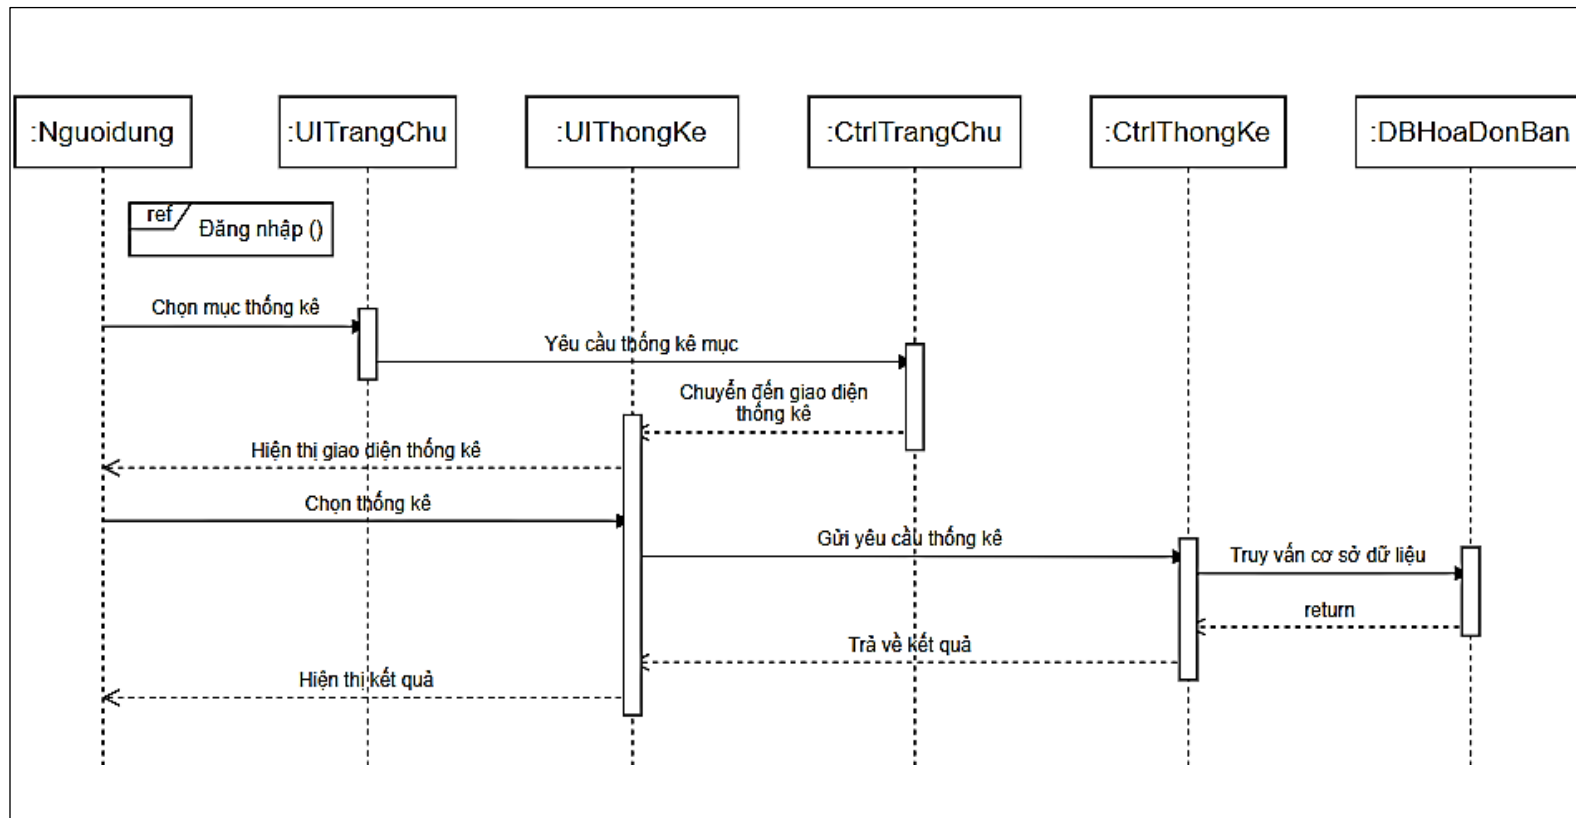 :Nguoidung
:UITrangChu
:UIThongKe
:CtrlTrangChu
:CtrlThongKe
:DBHoaDonBan
ref
Đăng nhập ()
Chọn mục thống kê
Yêu cầu thống kê mục
Chuyển đến giao diện
thống kê
Hiện thị giao diện thống kê
Chọn thống kê
Gửi yêu cầu thống kê
Truy vấn cơ sở dữ liệu
return
Trả về kết quả
Hiện thị kết quả